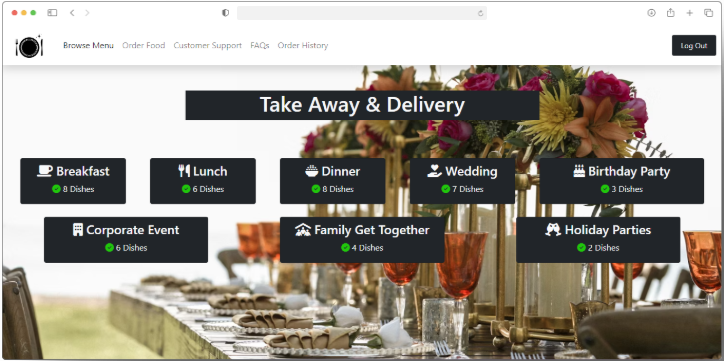 Browse Menu Order Food Customer Support FAQs Order History Log Out
Take Away & Delivery
Breakfast Lunch Dinner Wedding Birthday Party
8 Dishes 6 Dishes 8 Dishes 7 Dishes 3 Dishes
Corporate Event Family Get Together Holiday Parties
6 Dishes 4 Dishes 2 Dishes